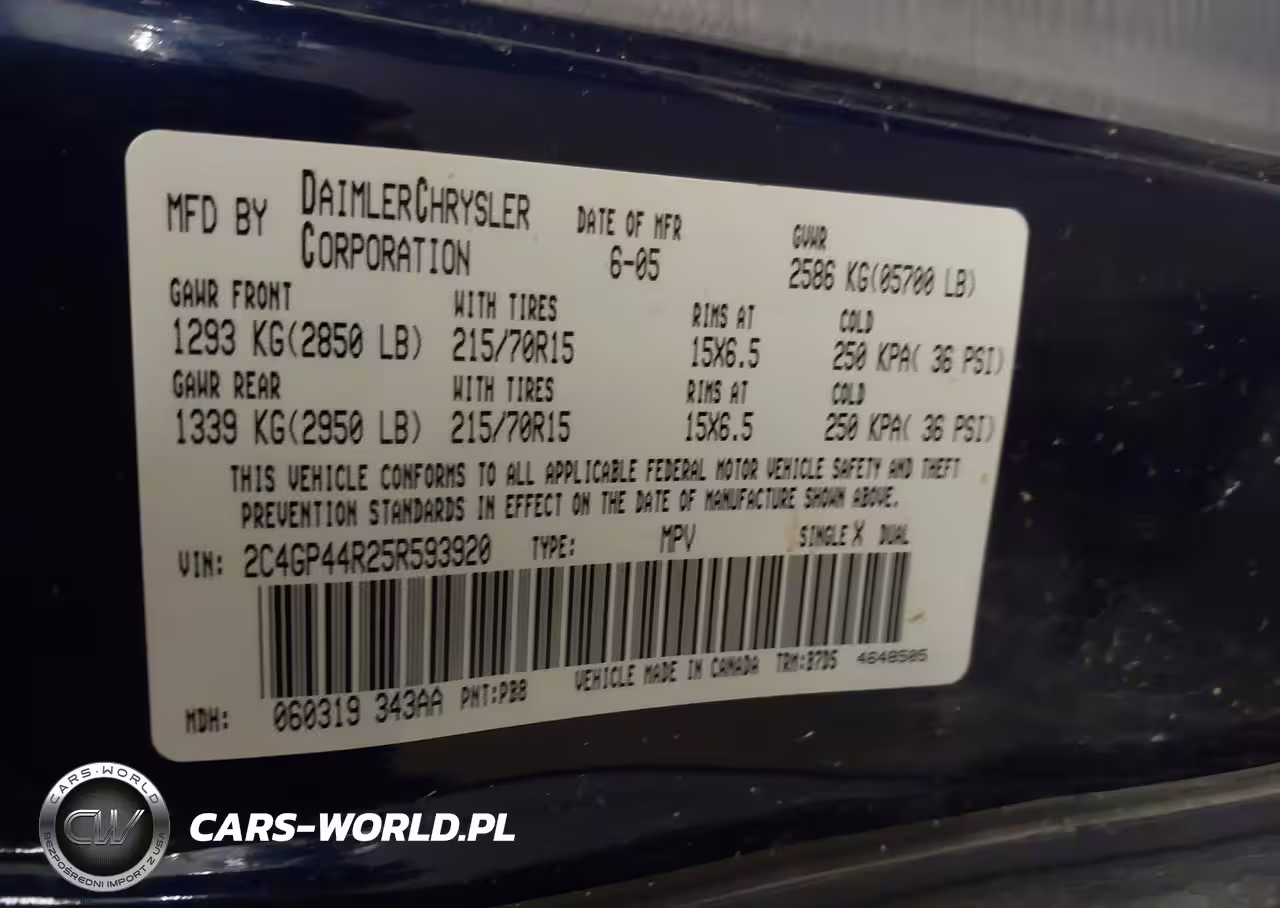 MFD BY DAIMLERCHRYSLER CORPORATION DATE OF MFR 6-05 GVWR 2586 KG(05700 LB)
GAWR FRONT WITH TIRES RIMS AT COLD
1293 KG(2850 LB) 215/70R15 15X6.5 250 KPA( 36 PSI)
GAWR REAR WITH TIRES RIMS AT COLD
1339 KG(2950 LB) 215/70R15 15X6.5 250 KPA( 36 PSI)
THIS VEHICLE CONFORMS TO ALL APPLICABLE FEDERAL MOTOR VEHICLE SAFETY AND THEFT
PREVENTION STANDARDS IN EFFECT ON THE DATE OF MANUFACTURE SHOWN ABOVE.
VIN: 2C4GP44R25R593920 TYPE: MPV SINGLE X DUAL
MDH: 060319 343AA PNT:PB8 VEHICLE MADE IN CANADA TRM:B7D5 4648505
CARS-WORLD
CW
BEZPOŚREDNI IMPORT Z USA
CARS-WORLD.PL